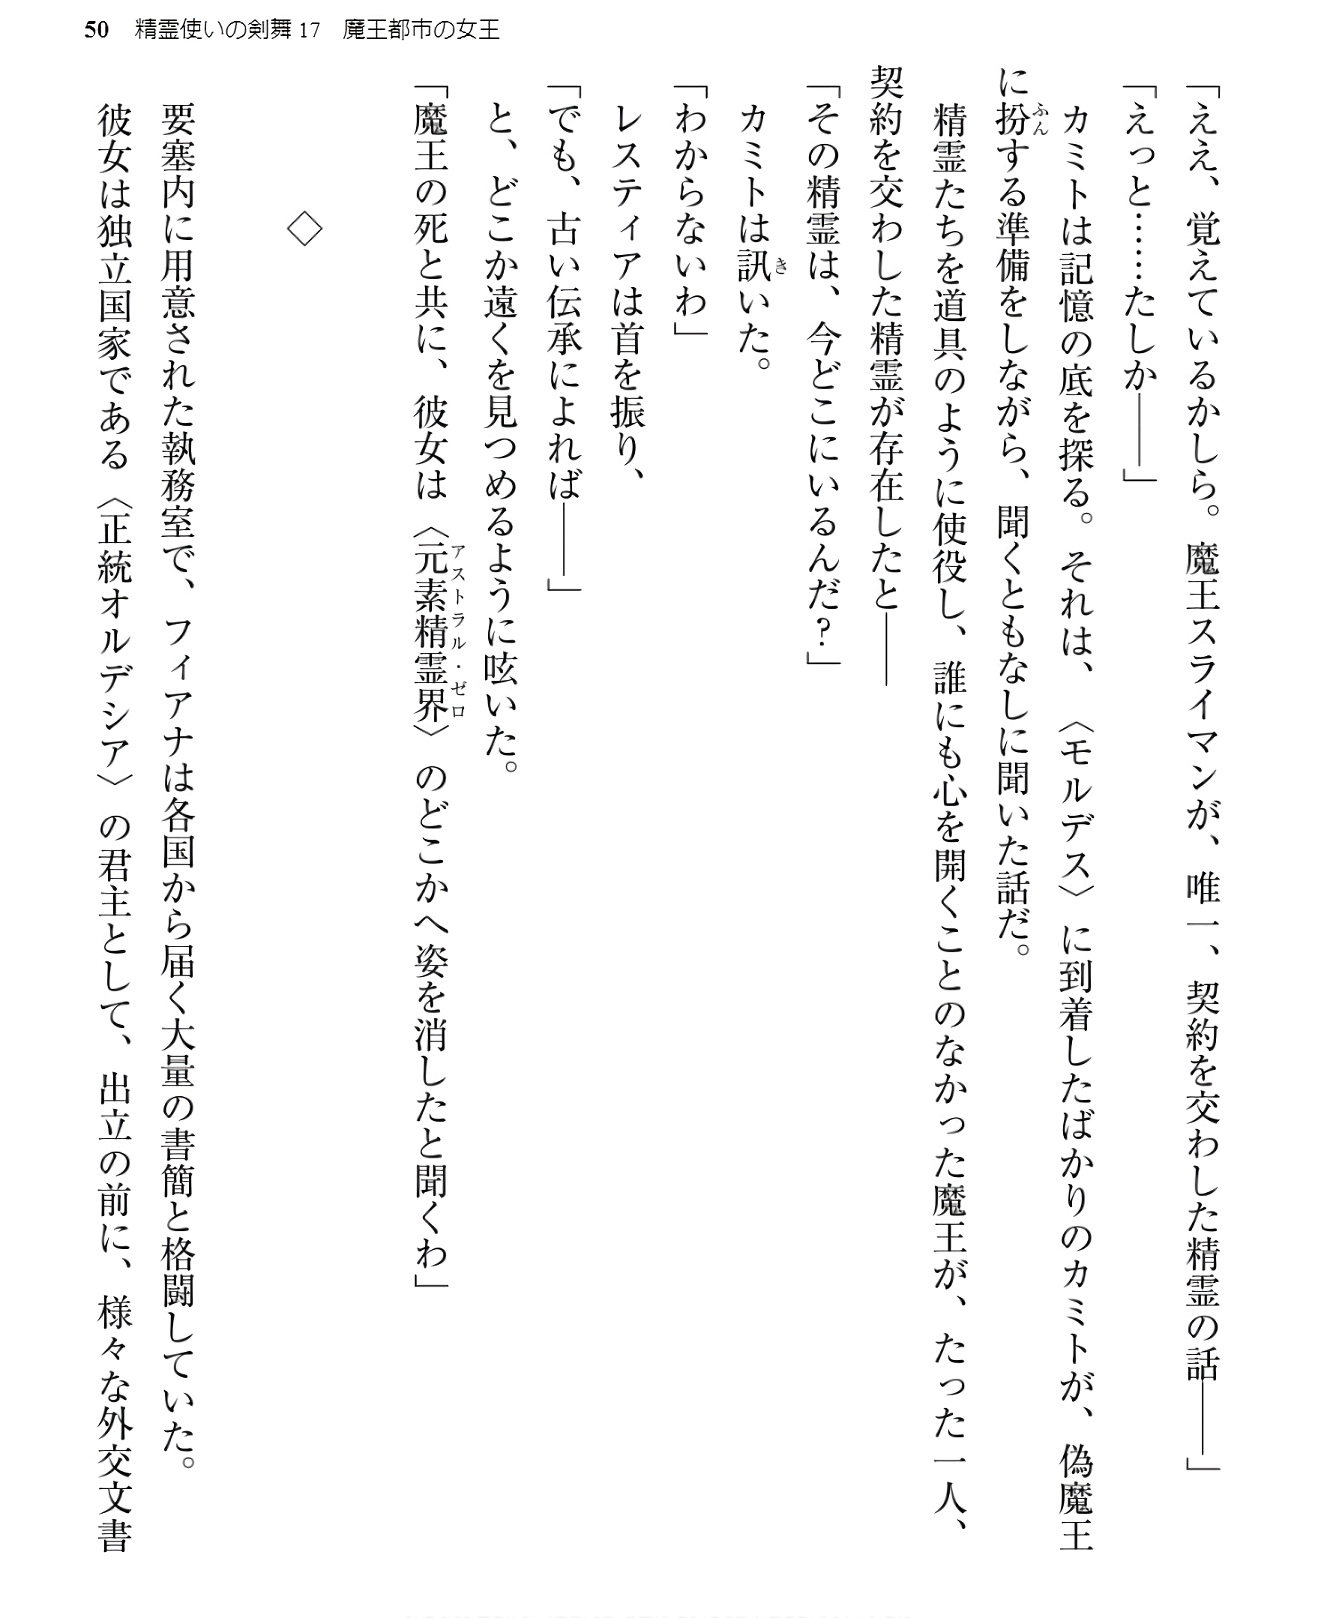 50 精霊使いの剣舞17 魔王都市の女王
「ええ、覚えているかしら。魔王スライマンが、唯一、契約を交わした精霊の話――」
「えっと……たしか――」
カミトは記憶の底を探る。それは、〈モルデス〉に到着したばかりのカミトが、偽魔王
に扮する準備をしながら、聞くともなしに聞いた話だ。
精霊たちを道具のように使役し、誰にも心を開くことのなかった魔王が、たった一人、
契約を交わした精霊が存在したと――
「その精霊は、今どこにいるんだ?」
カミトは訊いた。
「わからないわ」
レスティアは首を振り、
「でも、古い伝承によれば――」
と、どこか遠くを見つめるように呟いた。
「魔王の死と共に、彼女は〈元素精霊界〉のどこかへ姿を消したと聞くわ」
◇
要塞内に用意された執務室で、フィアナは各国から届く大量の書簡と格闘していた。
彼女は独立国家である〈正統オルデシア〉の君主として、出立の前に、様々な外交文書
ふん
き
アストラル・ゼロ